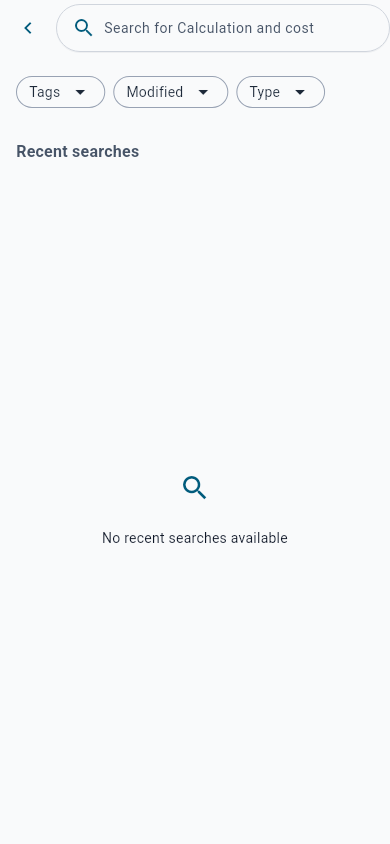 Search for Calculation and cost
Tags
Modified
Type
Recent searches
No recent searches available